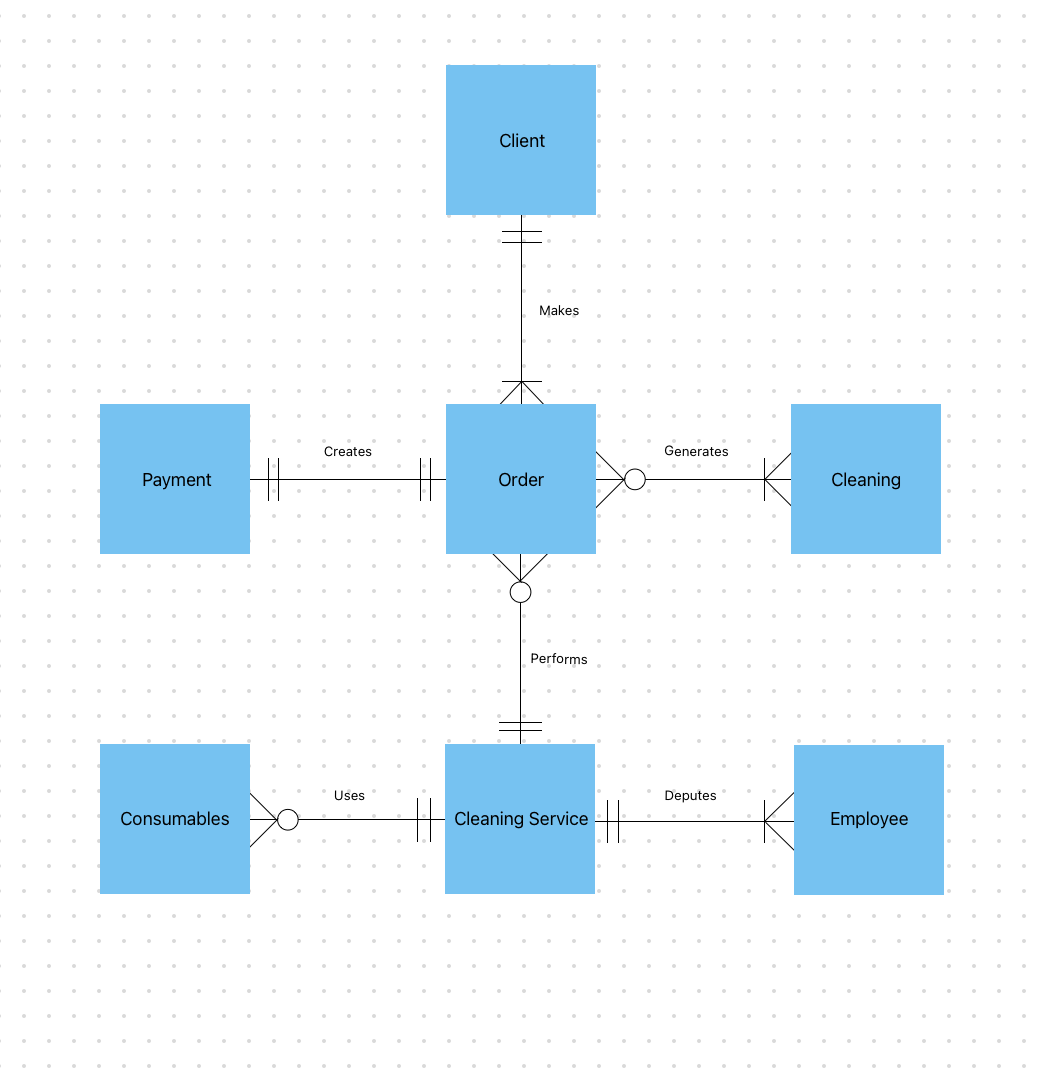 Client
Makes
Creates
Generates
Payment
Order
Cleaning
Performs
Uses
Deputes
Consumables
Cleaning Service
Employee